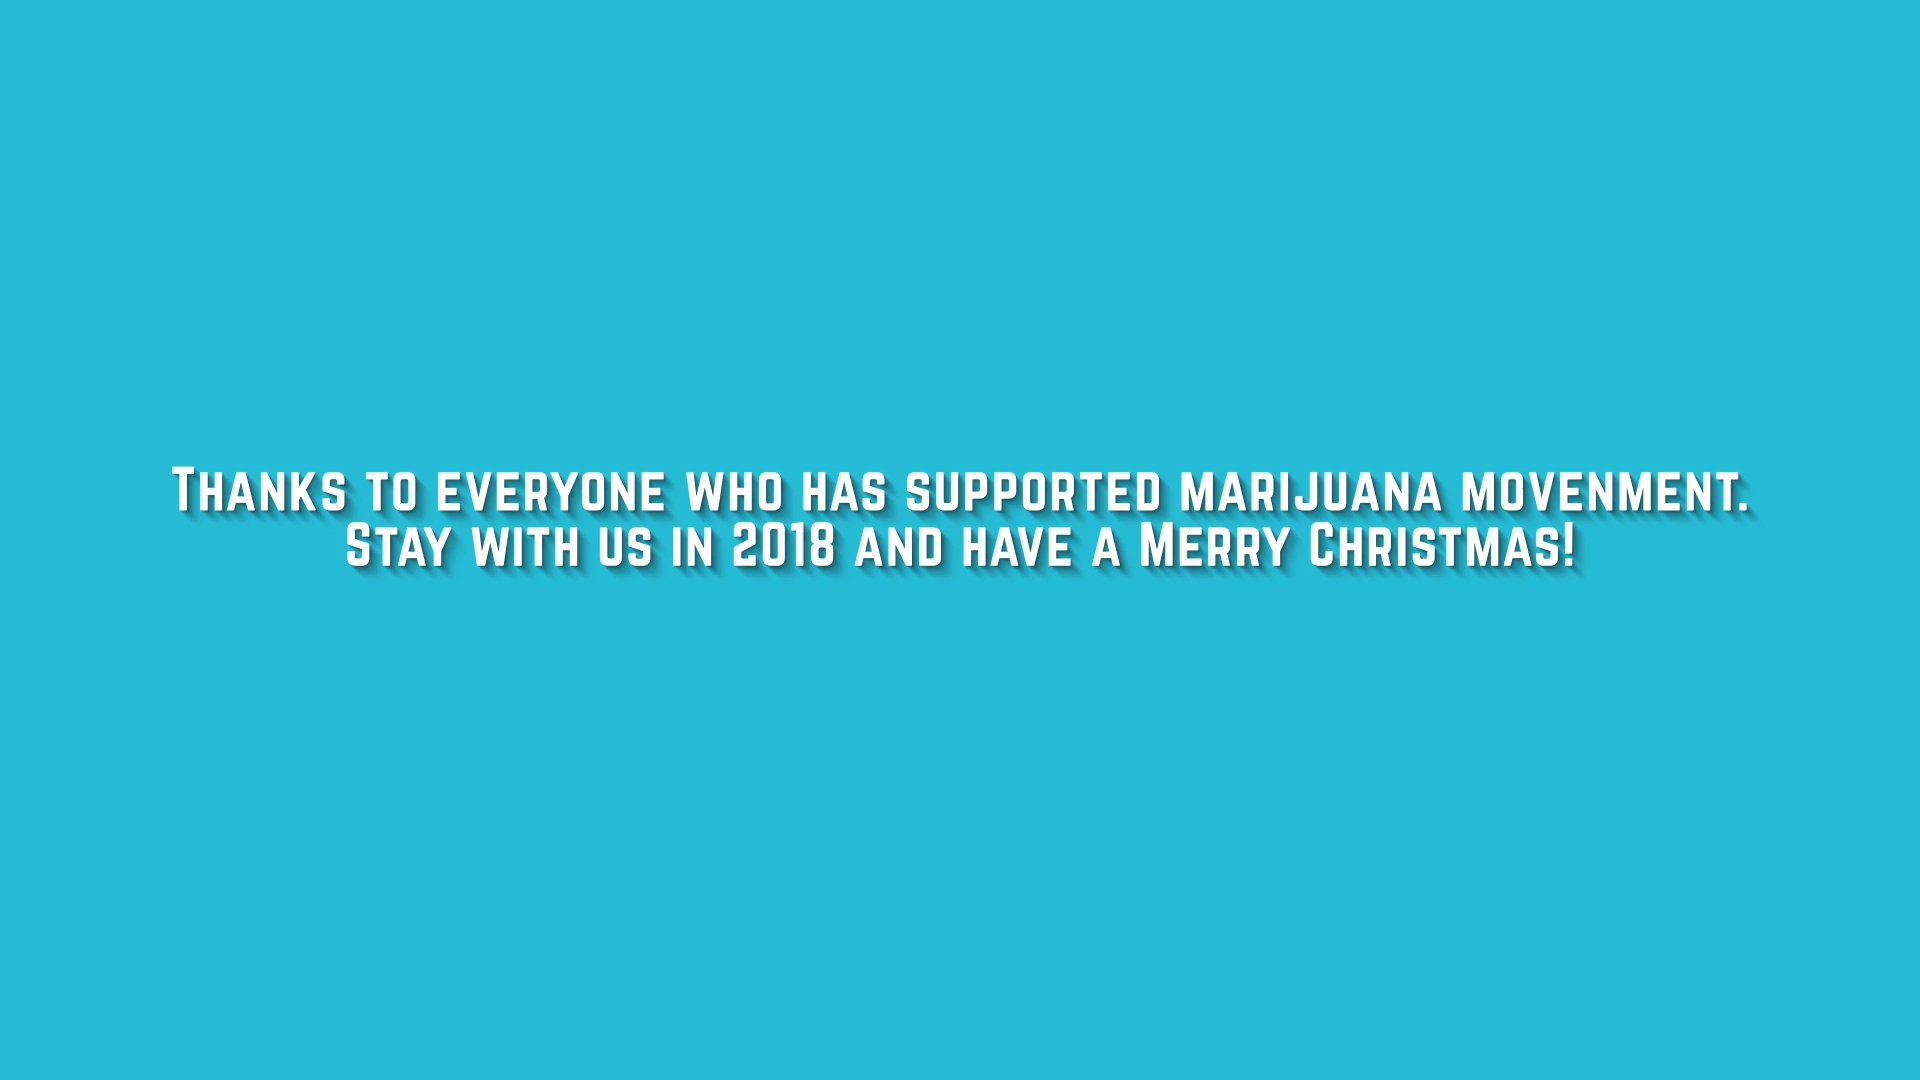 Thanks to everyone who has supported marijuana movenment.
Stay with us in 2018 and have a Merry Christmas!